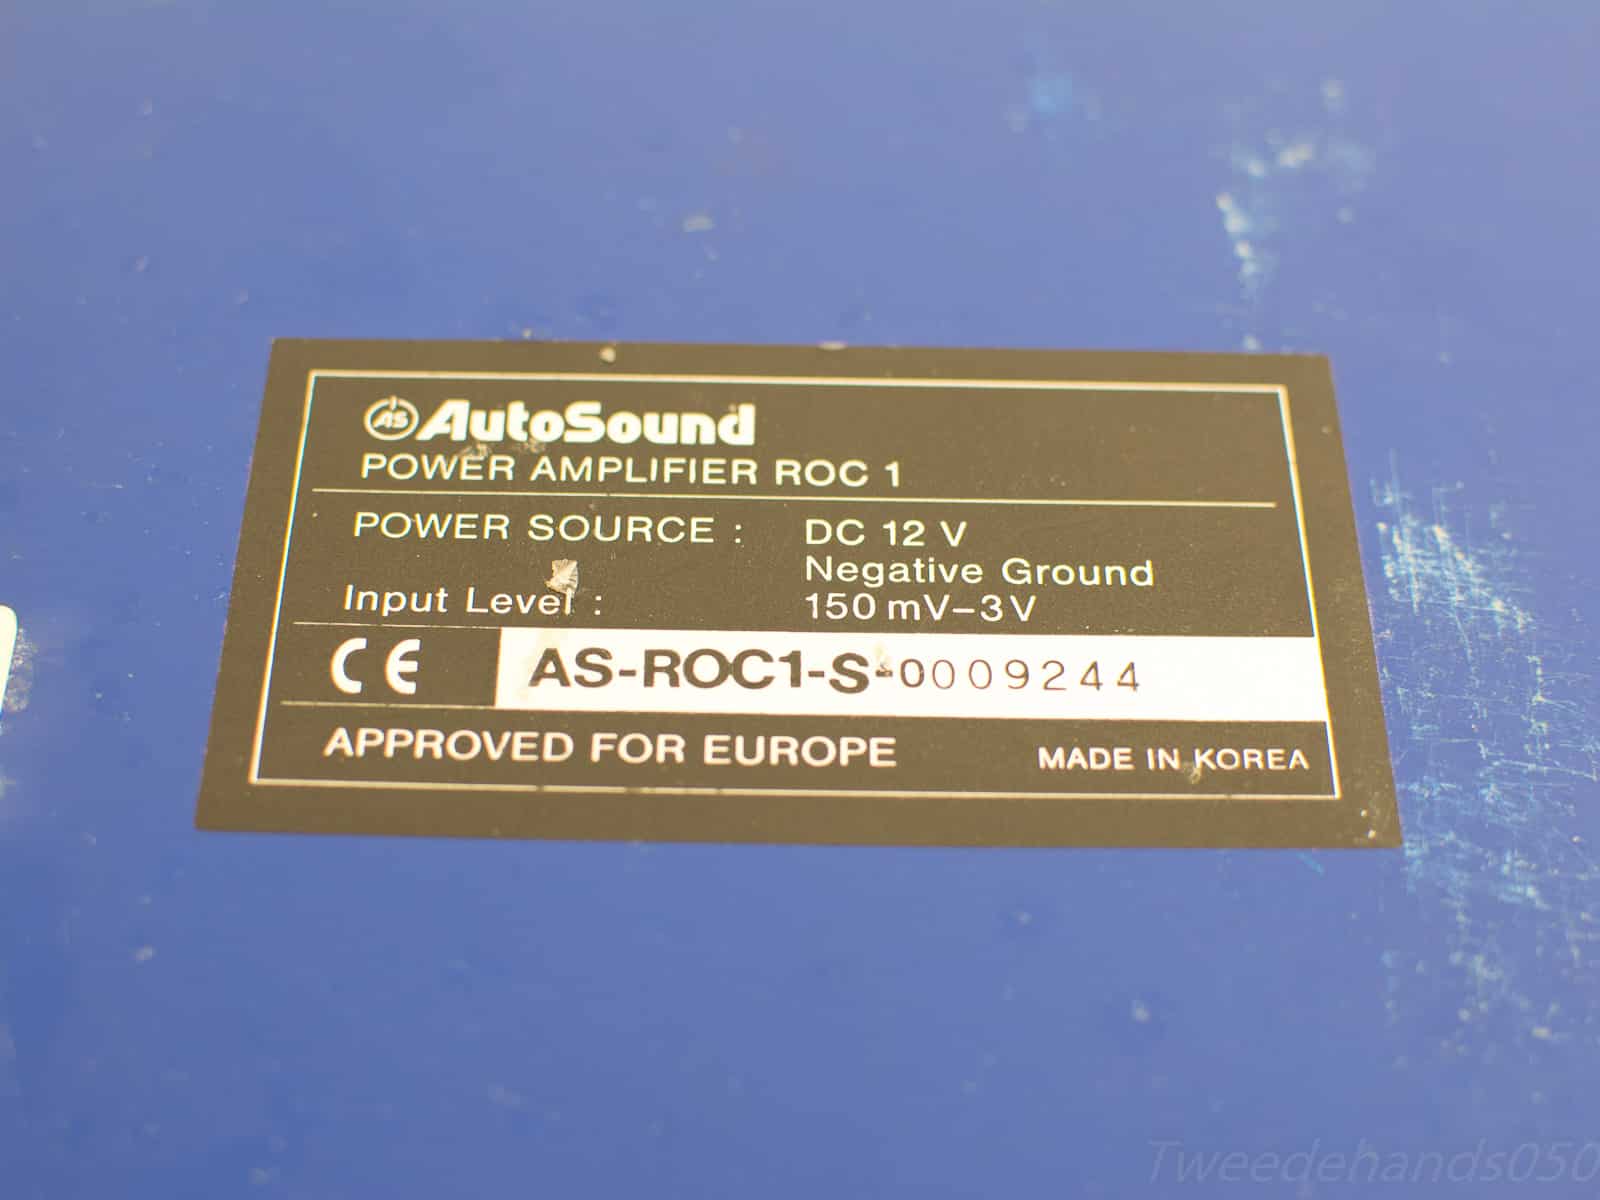 AS AutoSound
POWER AMPLIFIER ROC 1
POWER SOURCE : DC 12 V
Negative Ground
Input Level : 150 mV–3 V
CE AS-ROC1-S-0009244
APPROVED FOR EUROPE MADE IN KOREA
Tweedehands050